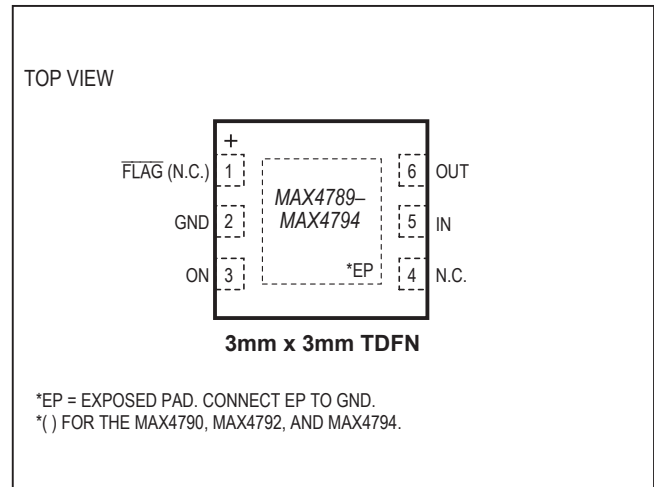 TOP VIEW
+
F̅L̅A̅G̅ (N.C.) 1
GND 2
ON 3
MAX4789–
MAX4794
*EP
6 OUT
5 IN
4 N.C.
3mm x 3mm TDFN
*EP = EXPOSED PAD. CONNECT EP TO GND.
*( ) FOR THE MAX4790, MAX4792, AND MAX4794.